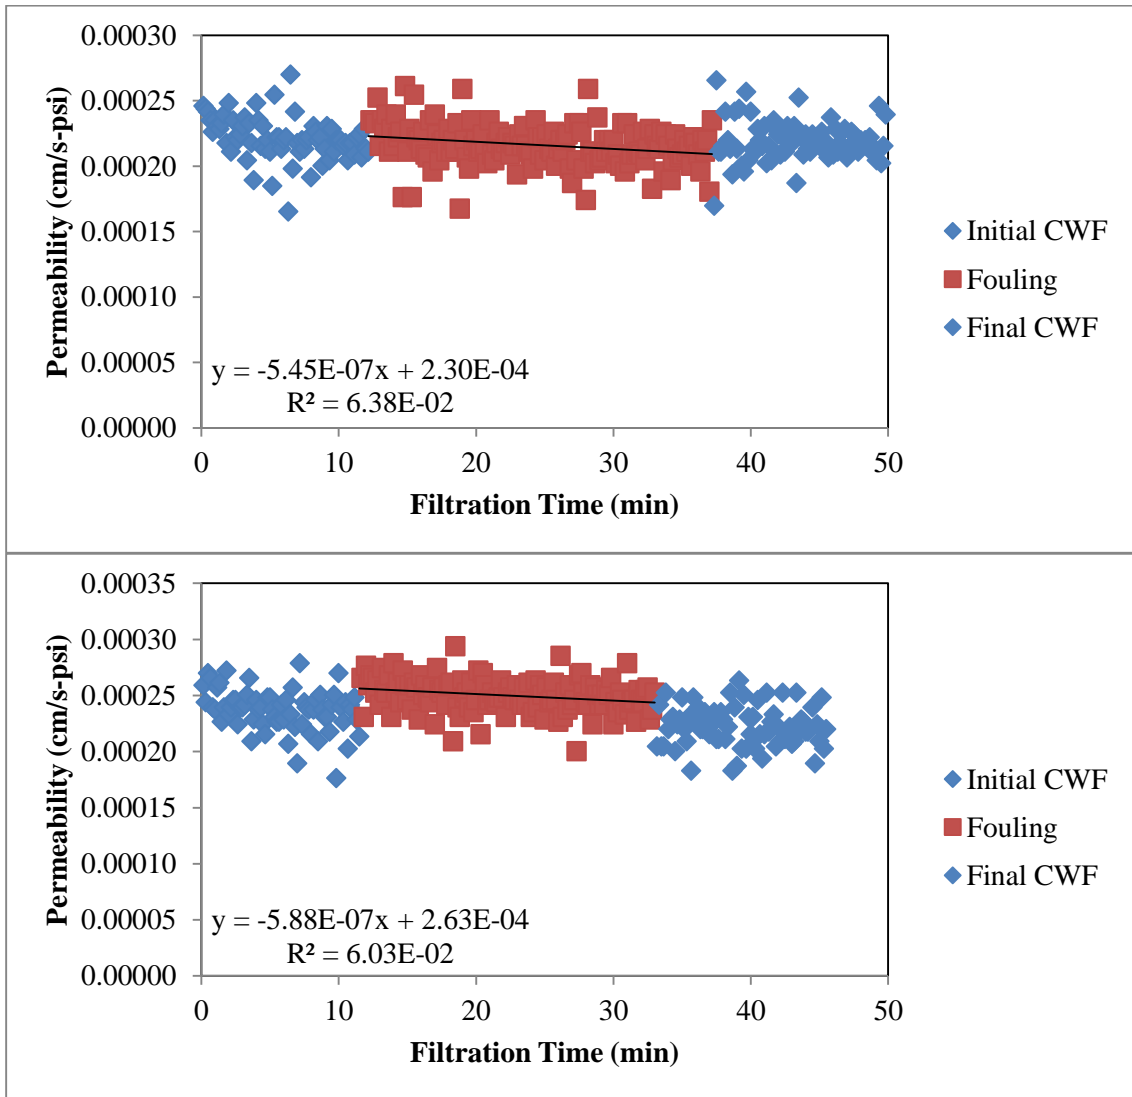 0.00030
0.00025
0.00020
0.00015
0.00010
0.00005
0.00000
Permeability (cm/s-psi)
y = -5.45E-07x + 2.30E-04
R² = 6.38E-02
0 10 20 30 40 50
Filtration Time (min)
Initial CWF
Fouling
Final CWF
0.00035
0.00030
0.00025
0.00020
0.00015
0.00010
0.00005
0.00000
Permeability (cm/s-psi)
y = -5.88E-07x + 2.63E-04
R² = 6.03E-02
0 10 20 30 40 50
Filtration Time (min)
Initial CWF
Fouling
Final CWF